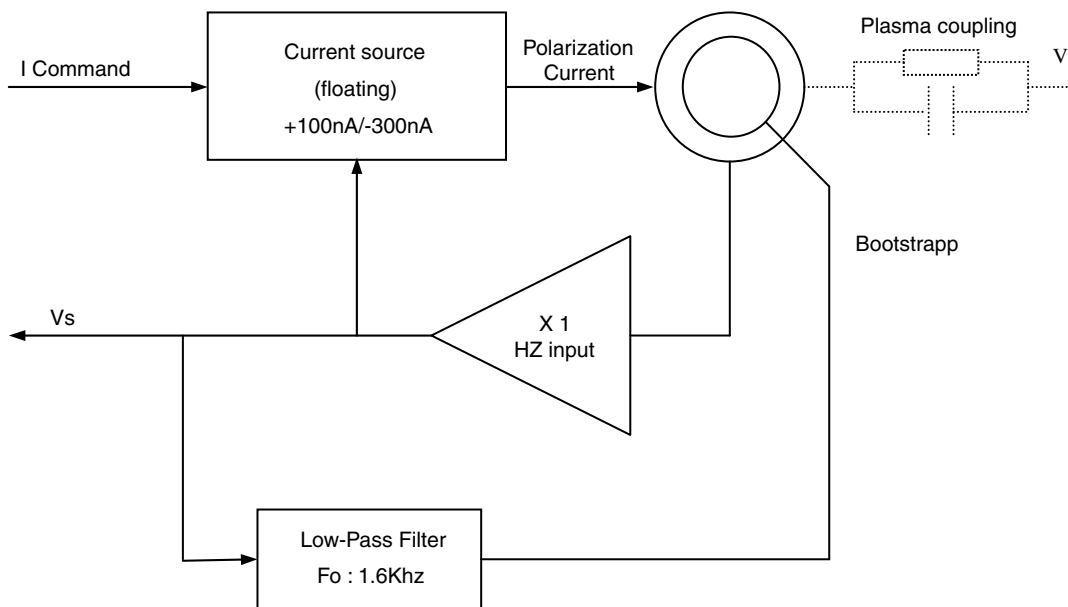 Current source
(floating)
+100nA/-300nA
I Command
Polarization
Current
Plasma coupling
V
Bootstrapp
X 1
HZ input
Vs
Low-Pass Filter
Fo : 1.6Khz